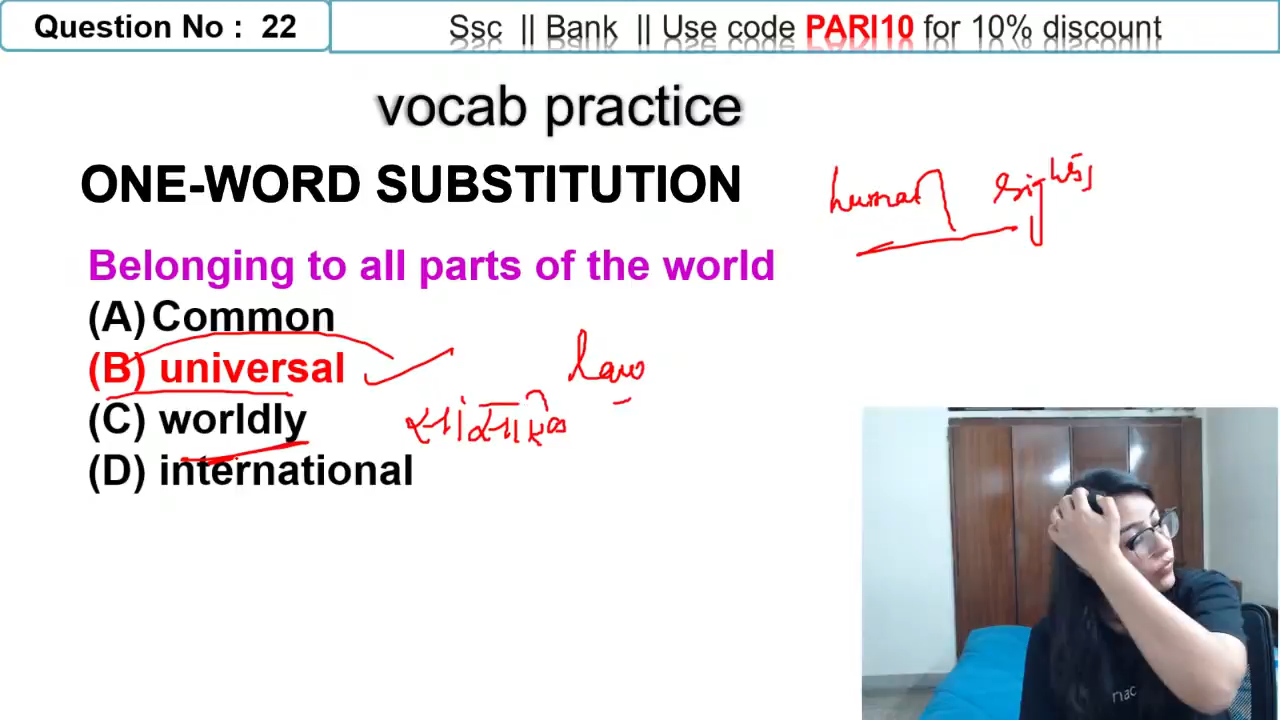 Question No : 22
Ssc || Bank || Use code PARI10 for 10% discount
vocab practice
ONE-WORD SUBSTITUTION
human rights
Belonging to all parts of the world
(A) Common
(B) universal
(C) worldly
(D) international